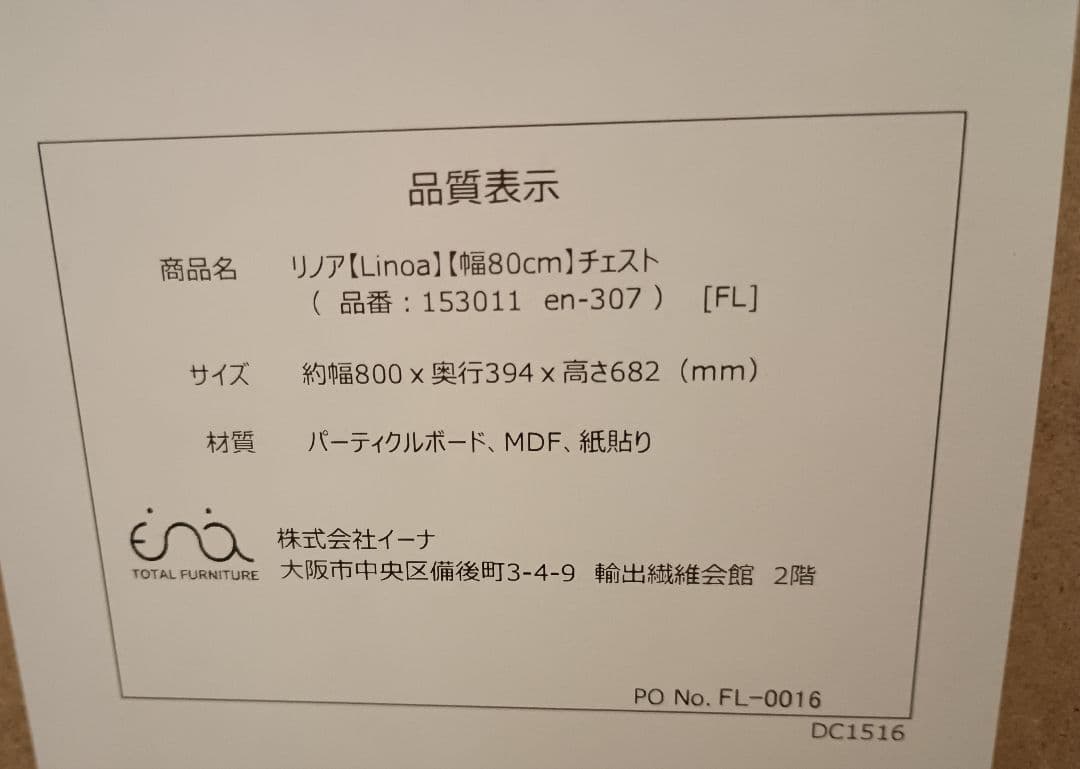 品質表示
商品名 リノア【Linoa】【幅80cm】チェスト
( 品番:153011 en-307 ) [FL]
サイズ 約幅800x奥行394x高さ682(mm)
材質 パーティクルボード、MDF、紙貼り
ena
TOTAL FURNITURE
株式会社イーナ
大阪市中央区備後町3-4-9 輸出繊維会館 2階
PO No. FL-0016
DC1516